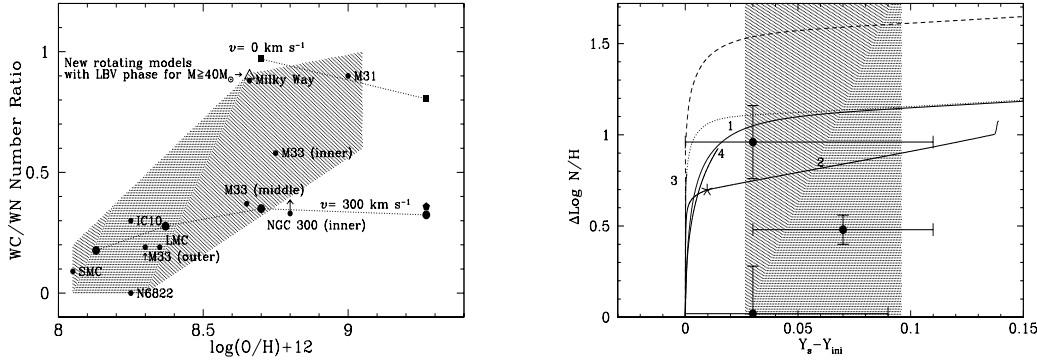 WC/WN Number Ratio
1
0.5
0
υ= 0 km s⁻¹
New rotating models
with LBV phase for M≥40M⊙→
Milky Way
M31
M33 (inner)
M33 (middle)
υ= 300 km s⁻¹
NGC 300 (inner)
IC10
LMC
↑M33 (outer)
SMC
N6822
8
8.5
9
log(O/H)+12
ΔLog N/H
1.5
1
0.5
0
1
4
2
3
0
0.05
0.1
0.15
Yₛ−Yᵢₙᵢ